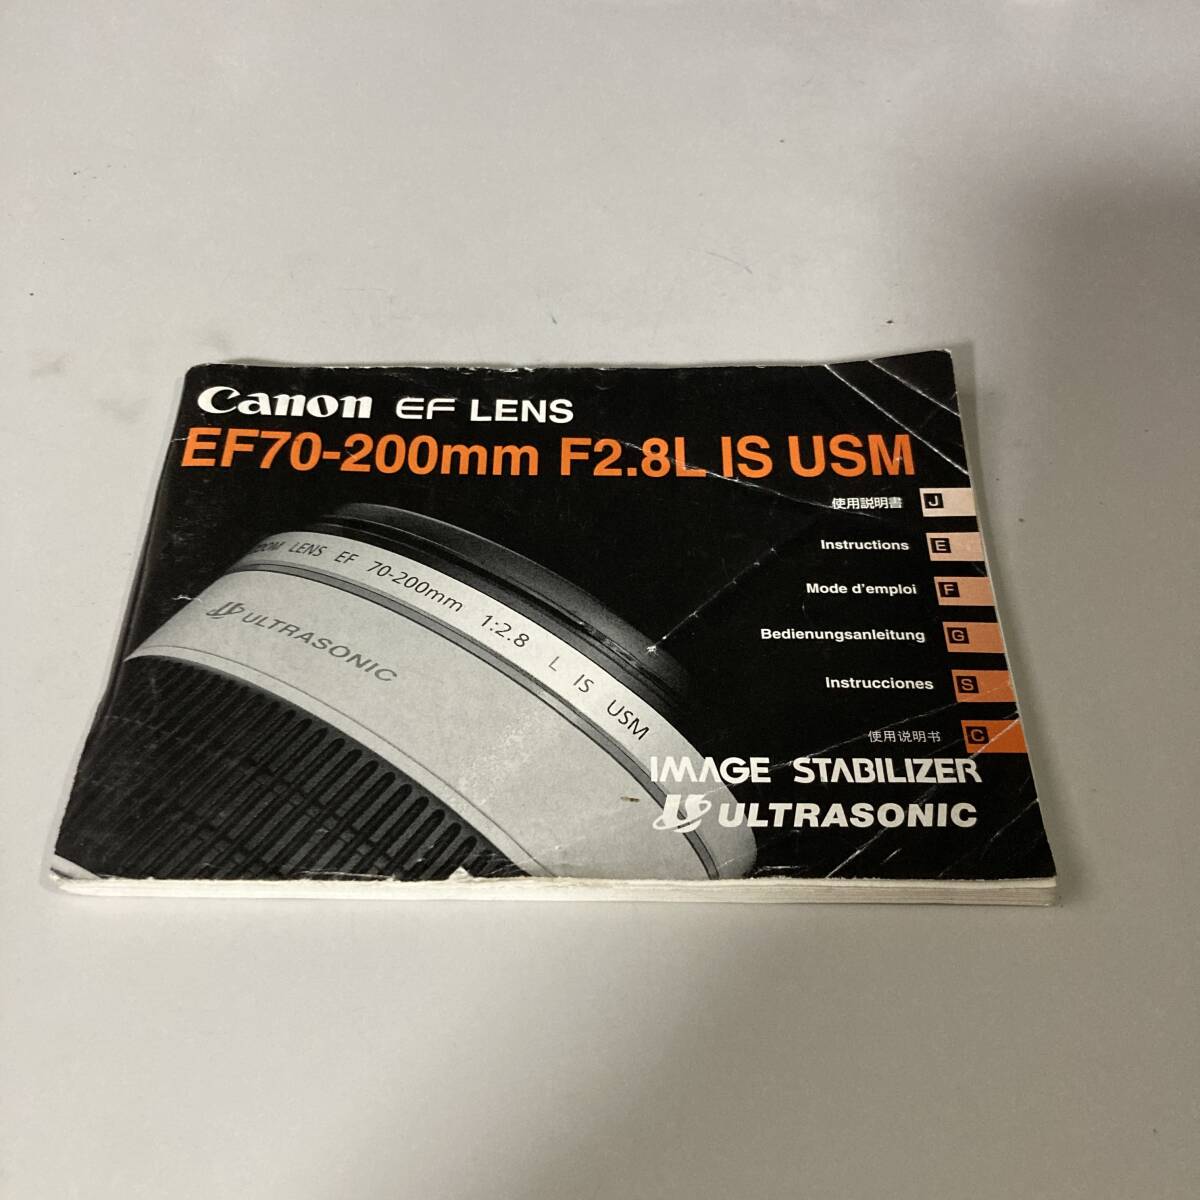 Canon EF LENS
EF70-200mm F2.8L IS USM
使用説明書 J
Instructions E
Mode d'emploi F
Bedienungsanleitung G
Instrucciones S
使用说明书 C
LENS EF 70-200mm 1:2.8 L IS USM
ULTRASONIC
IMAGE STABILIZER
ULTRASONIC